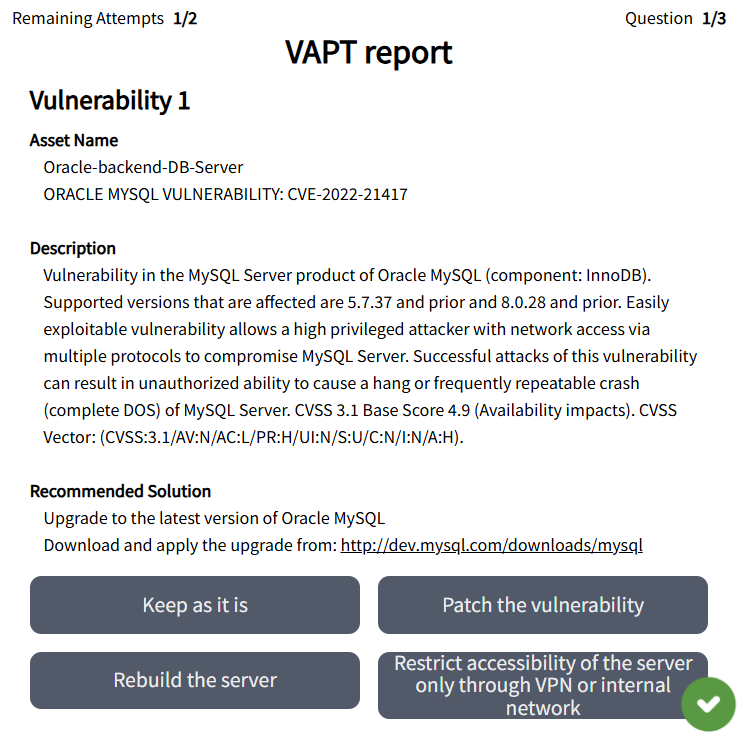 Remaining Attempts 1/2
Question 1/3
VAPT report
Vulnerability 1
Asset Name
Oracle-backend-DB-Server
ORACLE MYSQL VULNERABILITY: CVE-2022-21417
Description
Vulnerability in the MySQL Server product of Oracle MySQL (component: InnoDB).
Supported versions that are affected are 5.7.37 and prior and 8.0.28 and prior. Easily
exploitable vulnerability allows a high privileged attacker with network access via
multiple protocols to compromise MySQL Server. Successful attacks of this vulnerability
can result in unauthorized ability to cause a hang or frequently repeatable crash
(complete DOS) of MySQL Server. CVSS 3.1 Base Score 4.9 (Availability impacts). CVSS
Vector: (CVSS:3.1/AV:N/AC:L/PR:H/UI:N/S:U/C:N/I:N/A:H).
Recommended Solution
Upgrade to the latest version of Oracle MySQL
Download and apply the upgrade from: http://dev.mysql.com/downloads/mysql
Keep as it is
Patch the vulnerability
Rebuild the server
Restrict accessibility of the server
only through VPN or internal
network